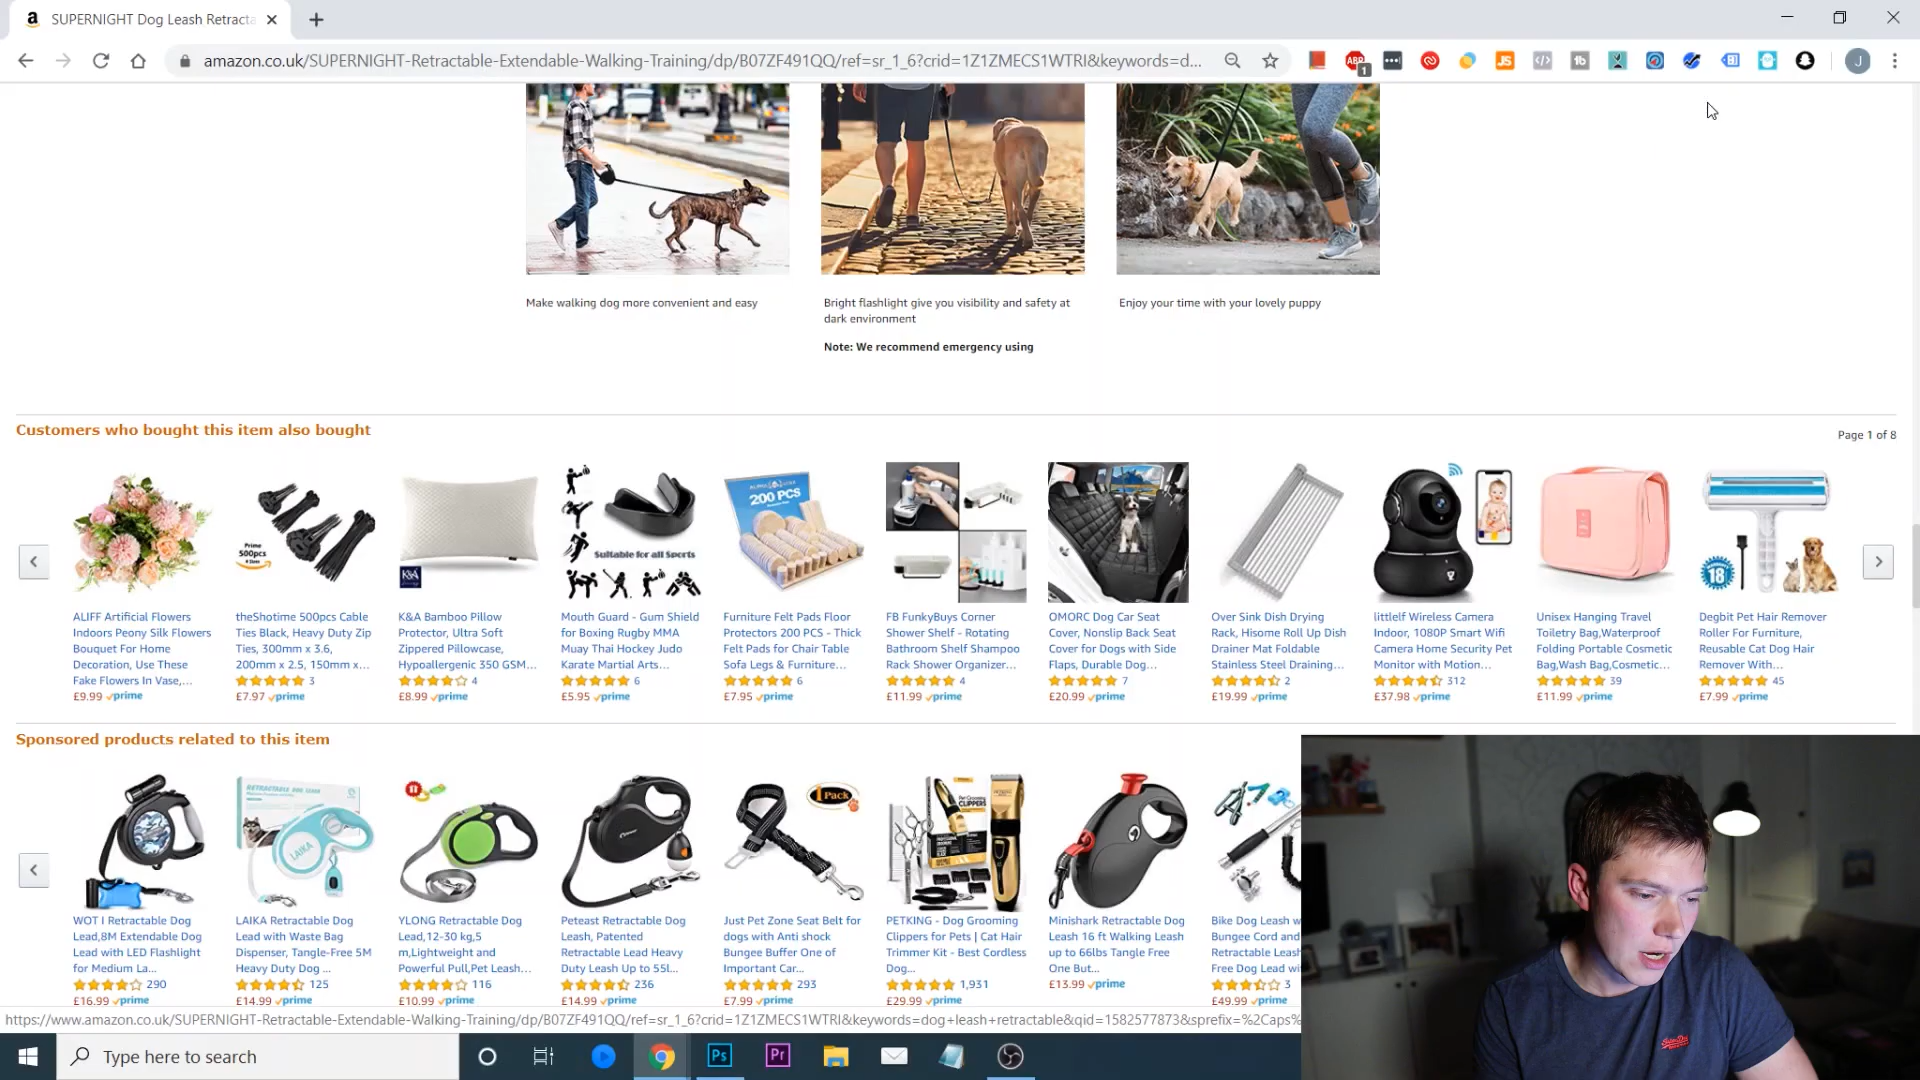 SUPERNIGHT Dog Leash Retracta
amazon.co.uk/SUPERNIGHT-Retractable-Extendable-Walking-Training/dp/B07ZF491QQ/ref=sr_1_6?crid=1Z1ZMECS1WTRI&keywords=d...
Make walking dog more convenient and easy
Bright flashlight give you visibility and safety at
dark environment
Note: We recommend emergency using
Enjoy your time with your lovely puppy
Customers who bought this item also bought
Page 1 of 8
Prime
500pcs
4 Sizes
K&A
Suitable for all Sports
200 PCS
18
ALIFF Artificial Flowers
Indoors Peony Silk Flowers
Bouquet For Home
Decoration, Use These
Fake Flowers In Vase,...
£9.99 prime
theShotime 500pcs Cable
Ties Black, Heavy Duty Zip
Ties, 300mm x 3.6,
200mm x 2.5, 150mm x...
3
£7.97 prime
K&A Bamboo Pillow
Protector, Ultra Soft
Zippered Pillowcase,
Hypoallergenic 350 GSM...
4
£8.99 prime
Mouth Guard - Gum Shield
for Boxing Rugby MMA
Muay Thai Hockey Judo
Karate Martial Arts...
6
£5.95 prime
Furniture Felt Pads Floor
Protectors 200 PCS - Thick
Felt Pads for Chair Table
Sofa Legs & Furniture...
6
£7.95 prime
FB FunkyBuys Corner
Shower Shelf - Rotating
Bathroom Shelf Shampoo
Rack Shower Organizer...
4
£11.99 prime
OMORC Dog Car Seat
Cover, Nonslip Back Seat
Cover for Dogs with Side
Flaps, Durable Dog...
7
£20.99 prime
Over Sink Dish Drying
Rack, Hisome Roll Up Dish
Drainer Mat Foldable
Stainless Steel Draining...
2
£19.99 prime
littlelf Wireless Camera
Indoor, 1080P Smart Wifi
Camera Home Security Pet
Monitor with Motion...
312
£37.98 prime
Unisex Hanging Travel
Toiletry Bag,Waterproof
Folding Portable Cosmetic
Bag,Wash Bag,Cosmetic...
39
£11.99 prime
Degbit Pet Hair Remover
Roller For Furniture,
Reusable Cat Dog Hair
Remover With...
45
£7.99 prime
Sponsored products related to this item
RETRACTABLE DOG LEASH
LAIKA
1 Pack
CLIPPERS
WOT I Retractable Dog
Lead,8M Extendable Dog
Lead with LED Flashlight
for Medium La...
290
£16.99 prime
LAIKA Retractable Dog
Lead with Waste Bag
Dispenser, Tangle-Free 5M
Heavy Duty Dog ...
125
£14.99 prime
YLONG Retractable Dog
Lead,12-30 kg,5
m,Lightweight and
Powerful Pull,Pet Leash...
116
£10.99 prime
Peteast Retractable Dog
Leash, Patented
Retractable Lead Heavy
Duty Leash Up to 55l...
236
£14.99 prime
Just Pet Zone Seat Belt for
dogs with Anti shock
Bungee Buffer One of
Important Car...
293
£7.99 prime
PETKING - Dog Grooming
Clippers for Pets | Cat Hair
Trimmer Kit - Best Cordless
Dog...
1,931
£29.99 prime
Minishark Retractable Dog
Leash 16 ft Walking Leash
up to 66lbs Tangle Free
One But...
£13.99 prime
Bike Dog Leash w
Bungee Cord and
Retractable Leash
Free Dog Lead wi
3
£49.99 prime
https://www.amazon.co.uk/SUPERNIGHT-Retractable-Extendable-Walking-Training/dp/B07ZF491QQ/ref=sr_1_6?crid=1Z1ZMECS1WTRI&keywords=dog+leash+retractable&qid=1582577873&sprefix=%2Caps%
Type here to search
Ps
Pr